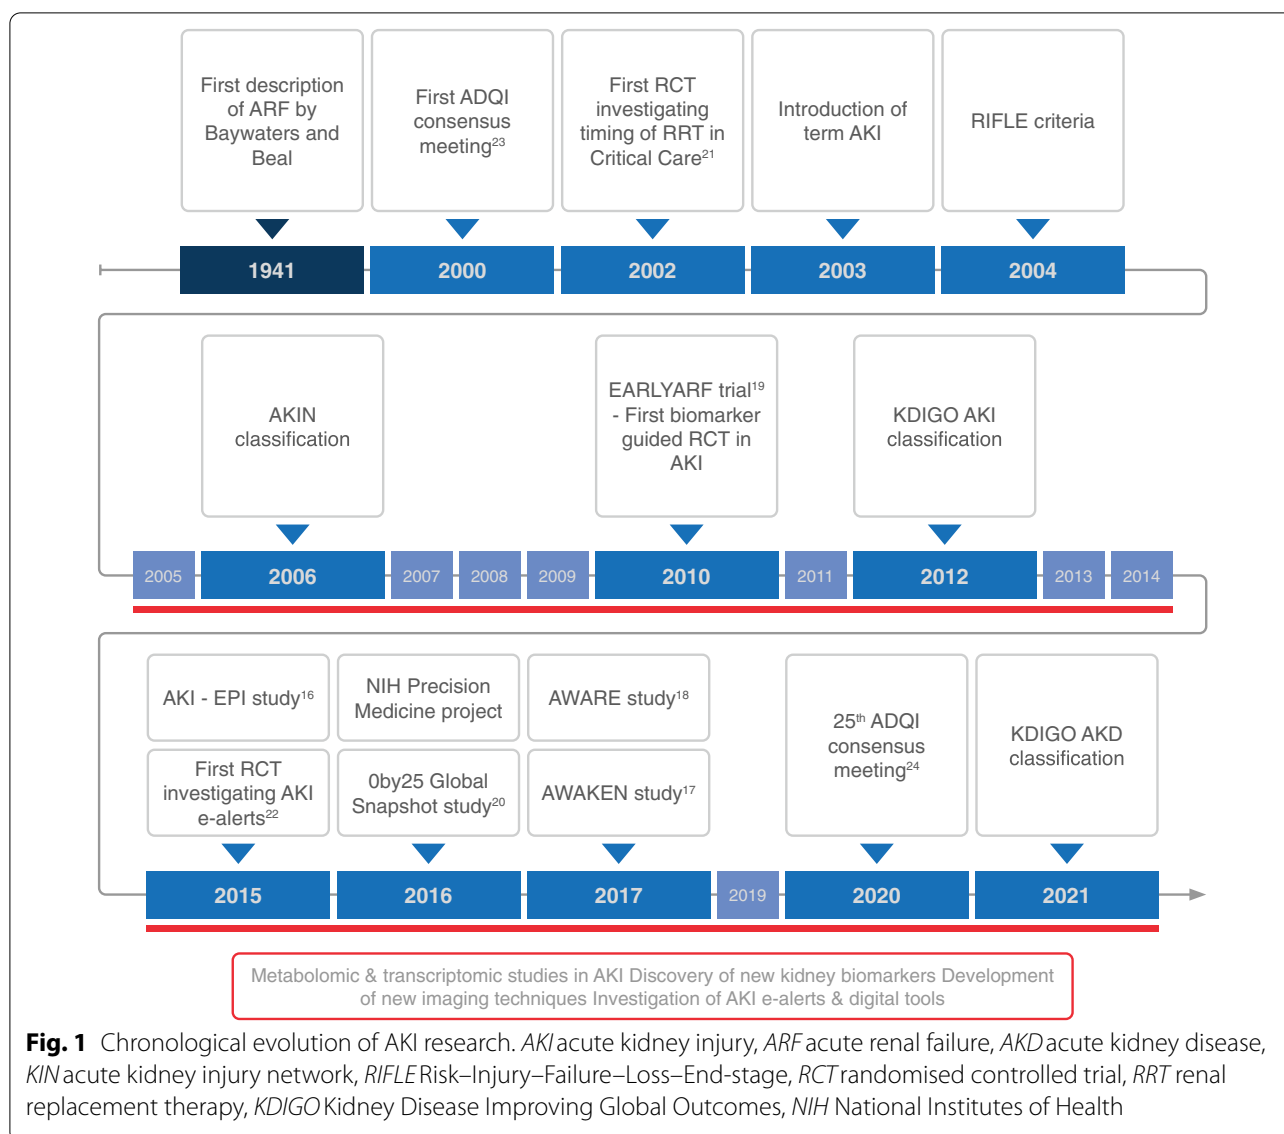 First description
of ARF by
Baywaters and
Beal
First ADQI
consensus
meeting23
First RCT
investigating
timing of RRT in
Critical Care21
Introduction of
term AKI
RIFLE criteria
1941
2000
2002
2003
2004
AKIN
classification
EARLYARF trial19
- First biomarker
guided RCT in
AKI
KDIGO AKI
classification
2005
2006
2007
2008
2009
2010
2011
2012
2013
2014
AKI - EPI study16
First RCT
investigating AKI
e-alerts22
NIH Precision
Medicine project
0by25 Global
Snapshot study20
AWARE study18
AWAKEN study17
25th ADQI
consensus
meeting24
KDIGO AKD
classification
2015
2016
2017
2019
2020
2021
Metabolomic & transcriptomic studies in AKI Discovery of new kidney biomarkers Development
of new imaging techniques Investigation of AKI e-alerts & digital tools
Fig. 1 Chronological evolution of AKI research. AKI acute kidney injury, ARF acute renal failure, AKD acute kidney disease,
KIN acute kidney injury network, RIFLE Risk–Injury–Failure–Loss–End-stage, RCT randomised controlled trial, RRT renal
replacement therapy, KDIGO Kidney Disease Improving Global Outcomes, NIH National Institutes of Health